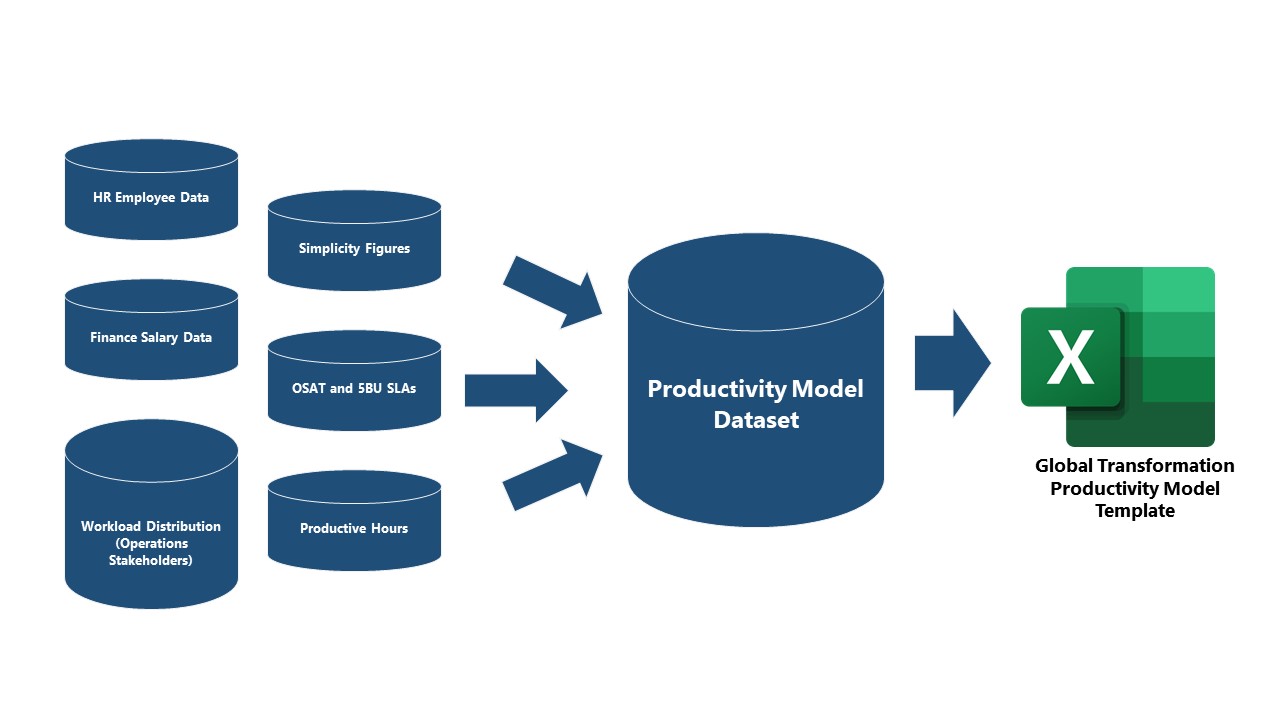 HR Employee Data
Simplicity Figures
Finance Salary Data
OSAT and 5BU SLAs
Workload Distribution
(Operations
Stakeholders)
Productive Hours
Productivity Model
Dataset
X
Global Transformation
Productivity Model
Template